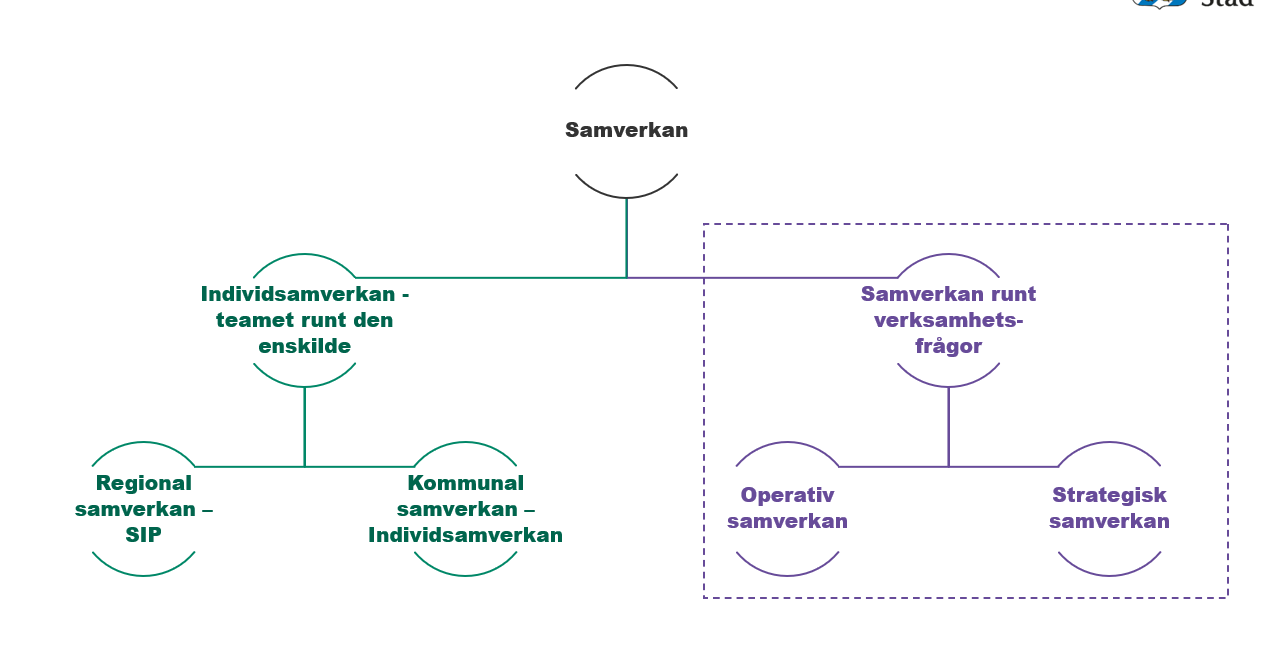 Stad
Samverkan
Individsamverkan -
teamet runt den
enskilde
Samverkan runt
verksamhets-
frågor
Regional
samverkan –
SIP
Kommunal
samverkan –
Individsamverkan
Operativ
samverkan
Strategisk
samverkan